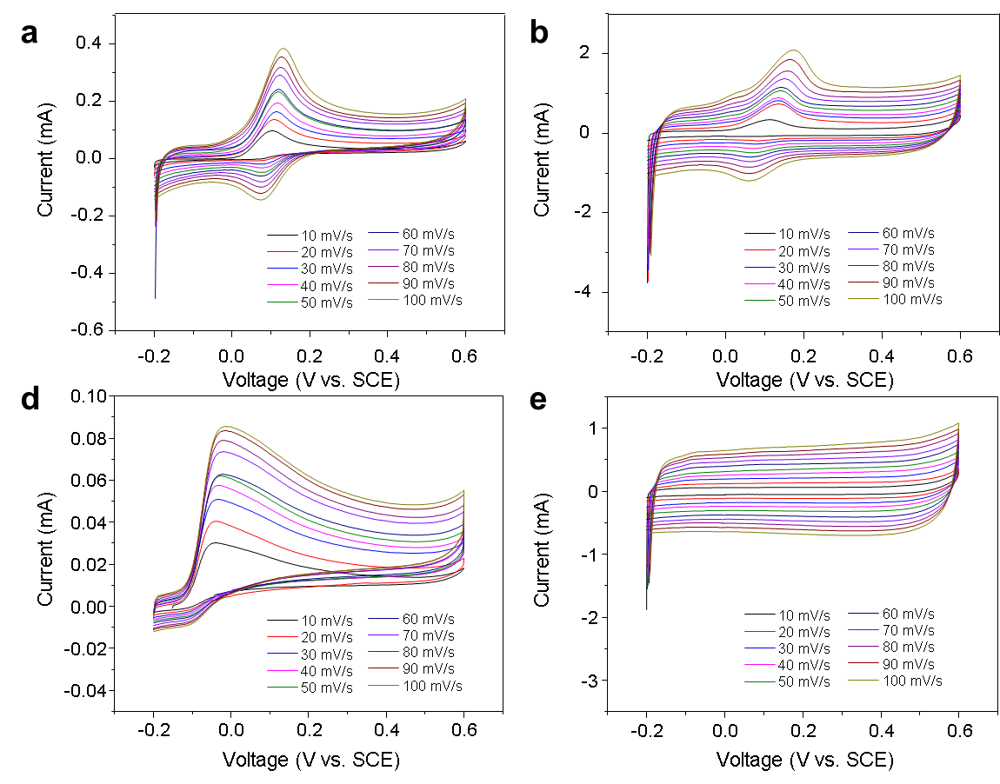 a
0.4
0.2
0.0
-0.2
-0.4
-0.6
Current (mA)
-0.2 0.0 0.2 0.4 0.6
Voltage (V vs. SCE)
10 mV/s 60 mV/s
20 mV/s 70 mV/s
30 mV/s 80 mV/s
40 mV/s 90 mV/s
50 mV/s 100 mV/s
b
2
0
-2
-4
Current (mA)
-0.2 0.0 0.2 0.4 0.6
Voltage (V vs. SCE)
10 mV/s 60 mV/s
20 mV/s 70 mV/s
30 mV/s 80 mV/s
40 mV/s 90 mV/s
50 mV/s 100 mV/s
d
0.10
0.08
0.06
0.04
0.02
0.00
-0.02
-0.04
Current (mA)
-0.2 0.0 0.2 0.4 0.6
Voltage (V vs. SCE)
10 mV/s 60 mV/s
20 mV/s 70 mV/s
30 mV/s 80 mV/s
40 mV/s 90 mV/s
50 mV/s 100 mV/s
e
1
0
-1
-2
-3
Current (mA)
-0.2 0.0 0.2 0.4 0.6
Voltage (V vs. SCE)
10 mV/s 60 mV/s
20 mV/s 70 mV/s
30 mV/s 80 mV/s
40 mV/s 90 mV/s
50 mV/s 100 mV/s